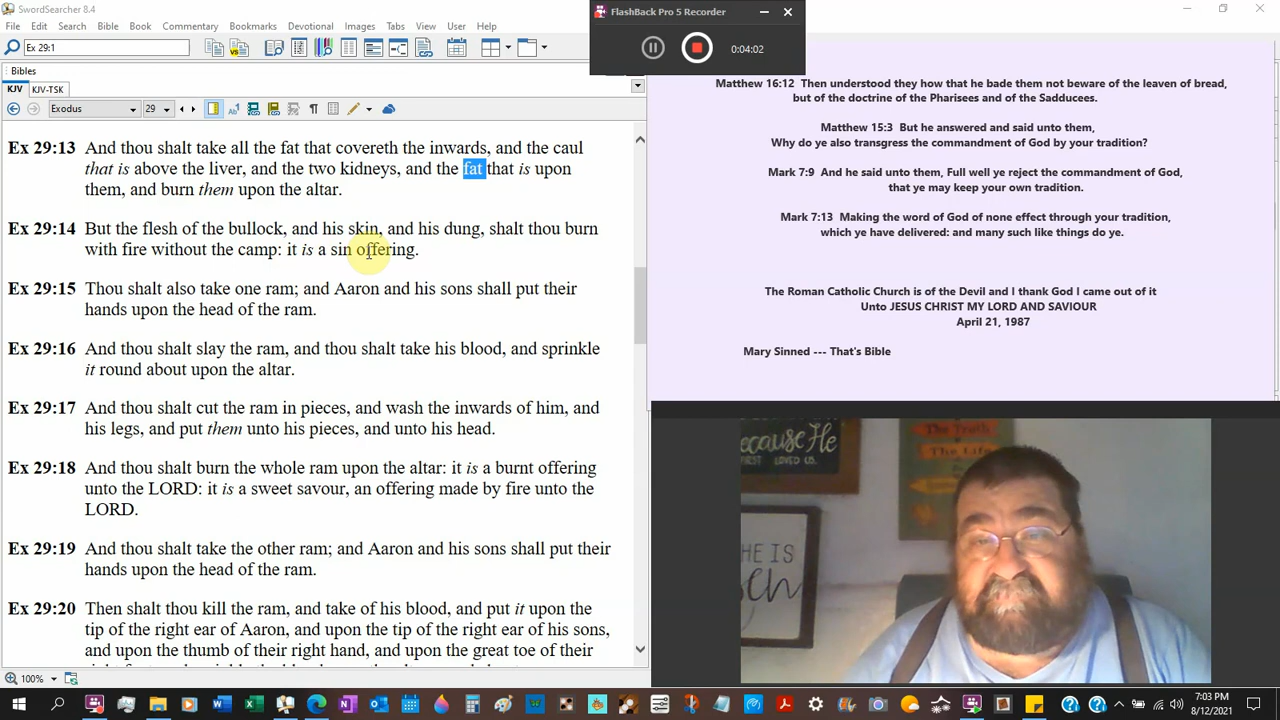 SwordSearcher 8.4
FlashBack Pro 5 Recorder
File Edit Search Bible Book Commentary Bookmarks Devotional Images Maps View User Help
0:04:02
Ex 29:1
Bibles
KJV KJV-TSK
Exodus 29
Ex 29:13 And thou shalt take all the fat that covereth the inwards, and the caul
that is above the liver, and the two kidneys, and the fat that is upon
them, and burn them upon the altar.
Ex 29:14 But the flesh of the bullock, and his skin, and his dung, shalt thou burn
with fire without the camp: it is a sin offering.
Ex 29:15 Thou shalt also take one ram; and Aaron and his sons shall put their
hands upon the head of the ram.
Ex 29:16 And thou shalt slay the ram, and thou shalt take his blood, and sprinkle
it round about upon the altar.
Ex 29:17 And thou shalt cut the ram in pieces, and wash the inwards of him, and
his legs, and put them unto his pieces, and unto his head.
Ex 29:18 And thou shalt burn the whole ram upon the altar: it is a burnt offering
unto the LORD: it is a sweet savour, an offering made by fire unto the
LORD.
Ex 29:19 And thou shalt take the other ram; and Aaron and his sons shall put their
hands upon the head of the ram.
Ex 29:20 Then shalt thou kill the ram, and take of his blood, and put it upon the
tip of the right ear of Aaron, and upon the tip of the right ear of his sons,
and upon the thumb of their right hand, and upon the great toe of their
100%
Matthew 16:12 Then understood they how that he bade them not beware of the leaven of bread,
but of the doctrine of the Pharisees and of the Sadducees.
Matthew 15:3 But he answered and said unto them,
Why do ye also transgress the commandment of God by your tradition?
Mark 7:9 And he said unto them, Full well ye reject the commandment of God,
that ye may keep your own tradition.
Mark 7:13 Making the word of God of none effect through your tradition,
which ye have delivered: and many such like things do ye.
The Roman Catholic Church is of the Devil and I thank God I came out of it
Unto JESUS CHRIST MY LORD AND SAVIOUR
April 21, 1987
Mary Sinned --- That's Bible
Because He
FIRST LOVED US.
The Truth
The Life
HE IS
7:03 PM
8/12/2021